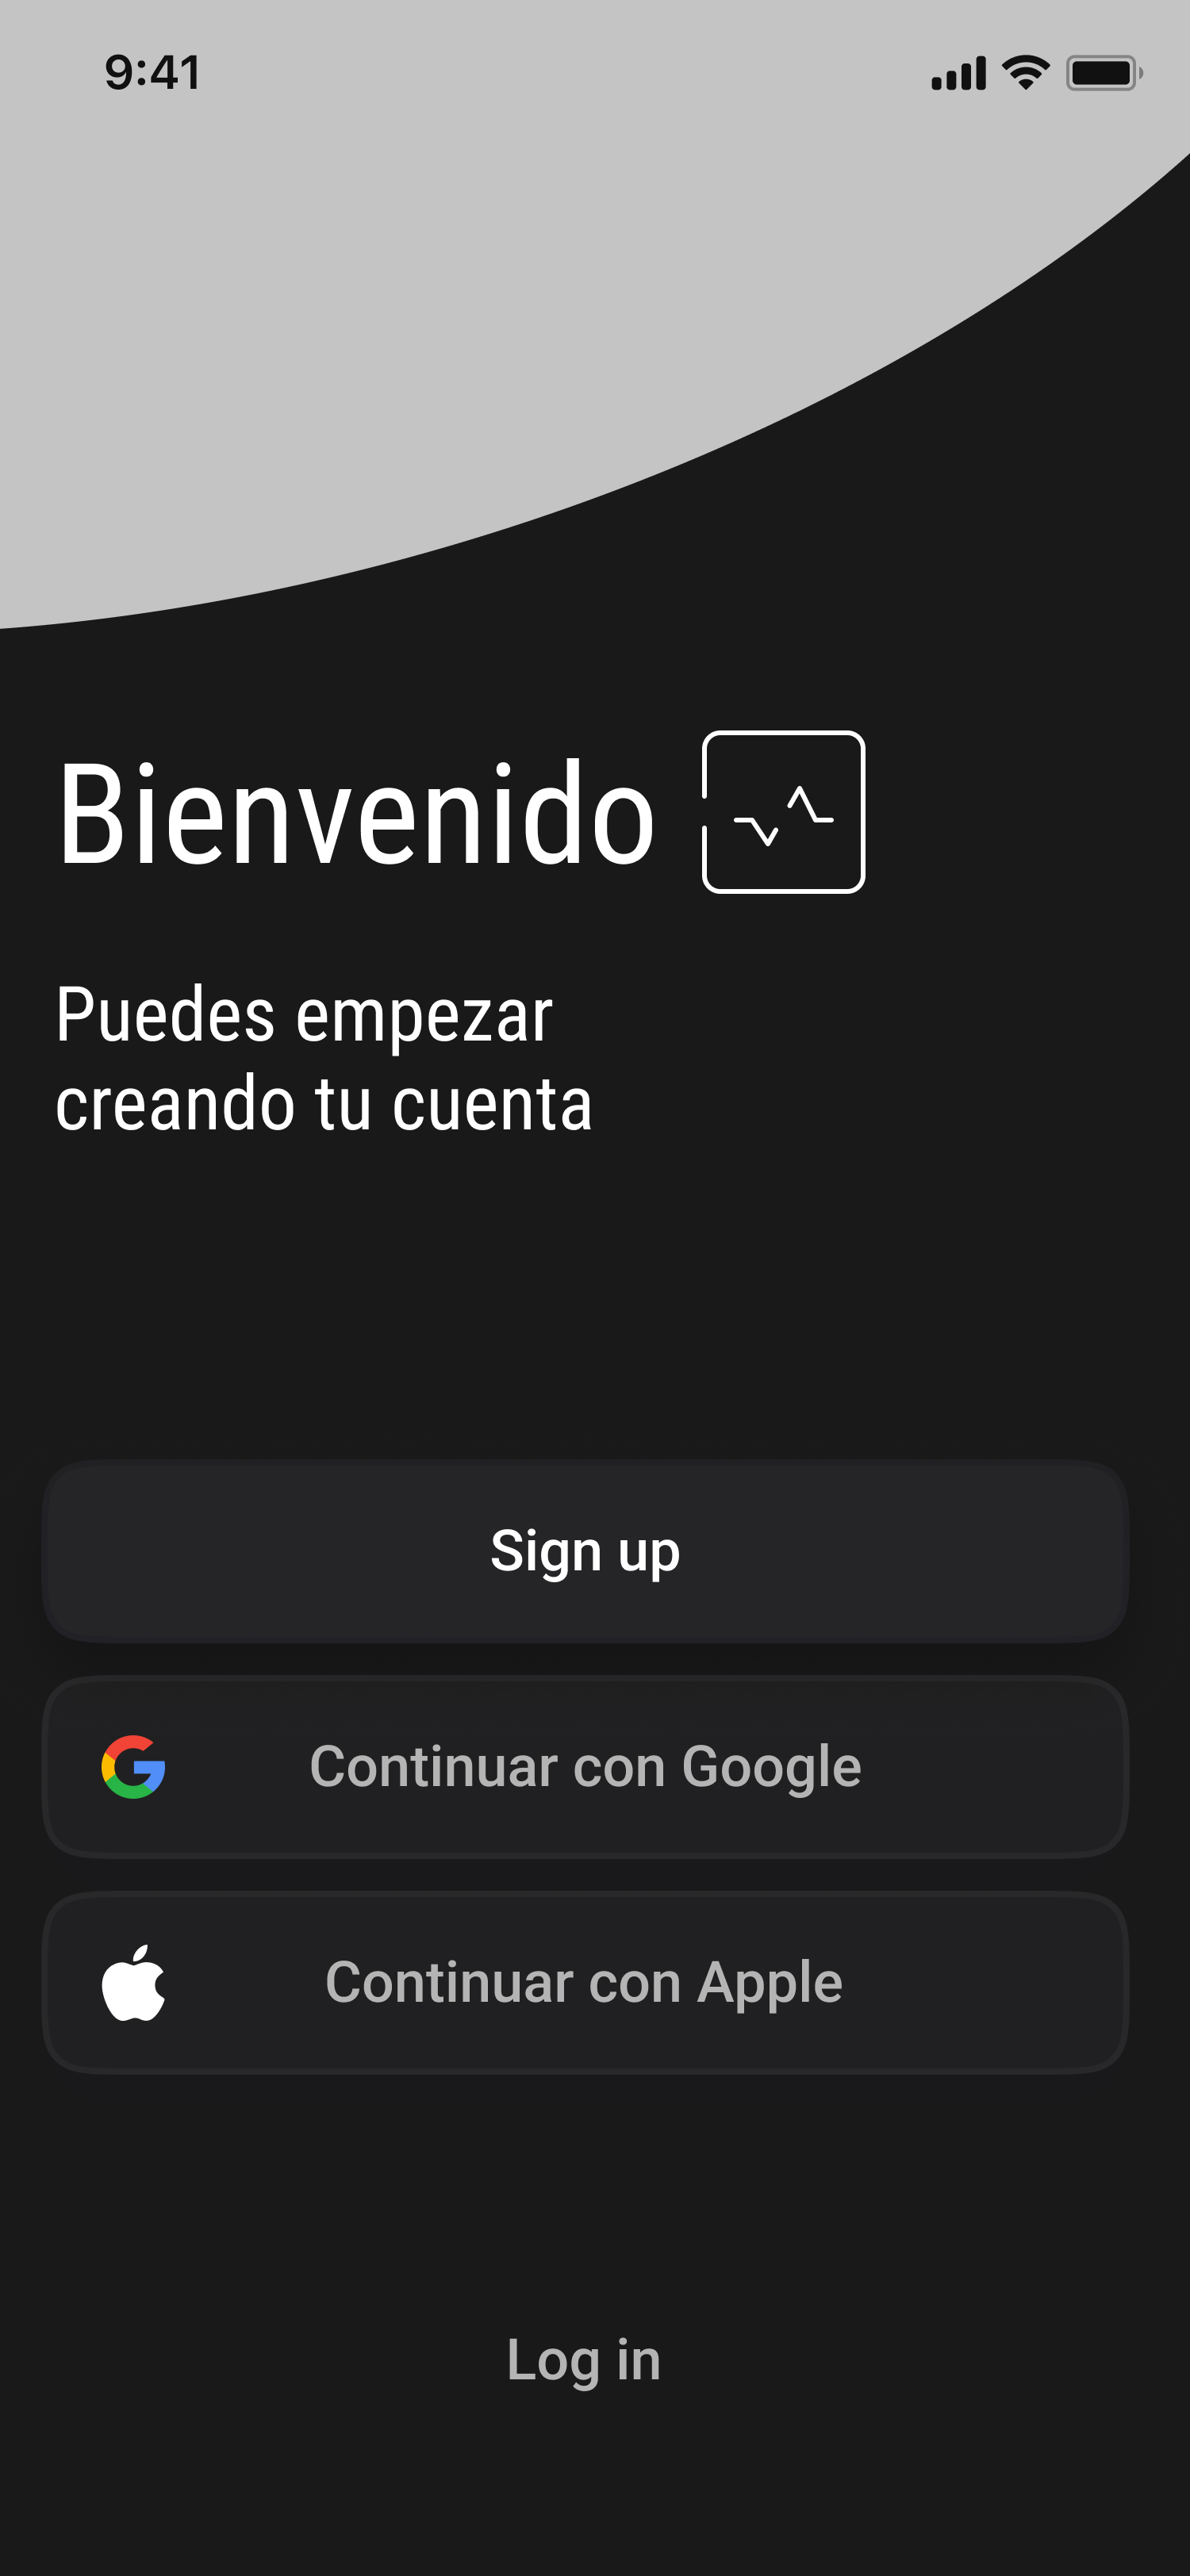 9:41
Bienvenido
Puedes empezar
creando tu cuenta
Sign up
Continuar con Google
Continuar con Apple
Log in